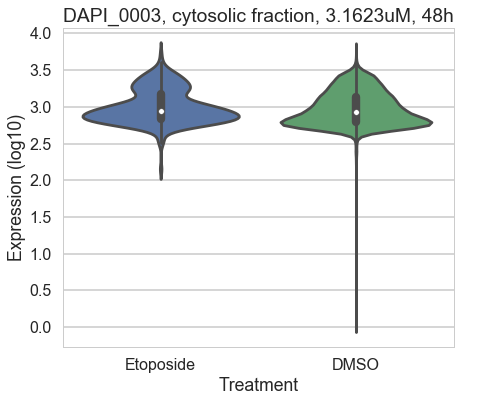 DAPI_0003, cytosolic fraction, 3.1623uM, 48h
4.0
3.5
3.0
2.5
2.0
1.5
1.0
0.5
0.0
Expression (log10)
Etoposide
DMSO
Treatment